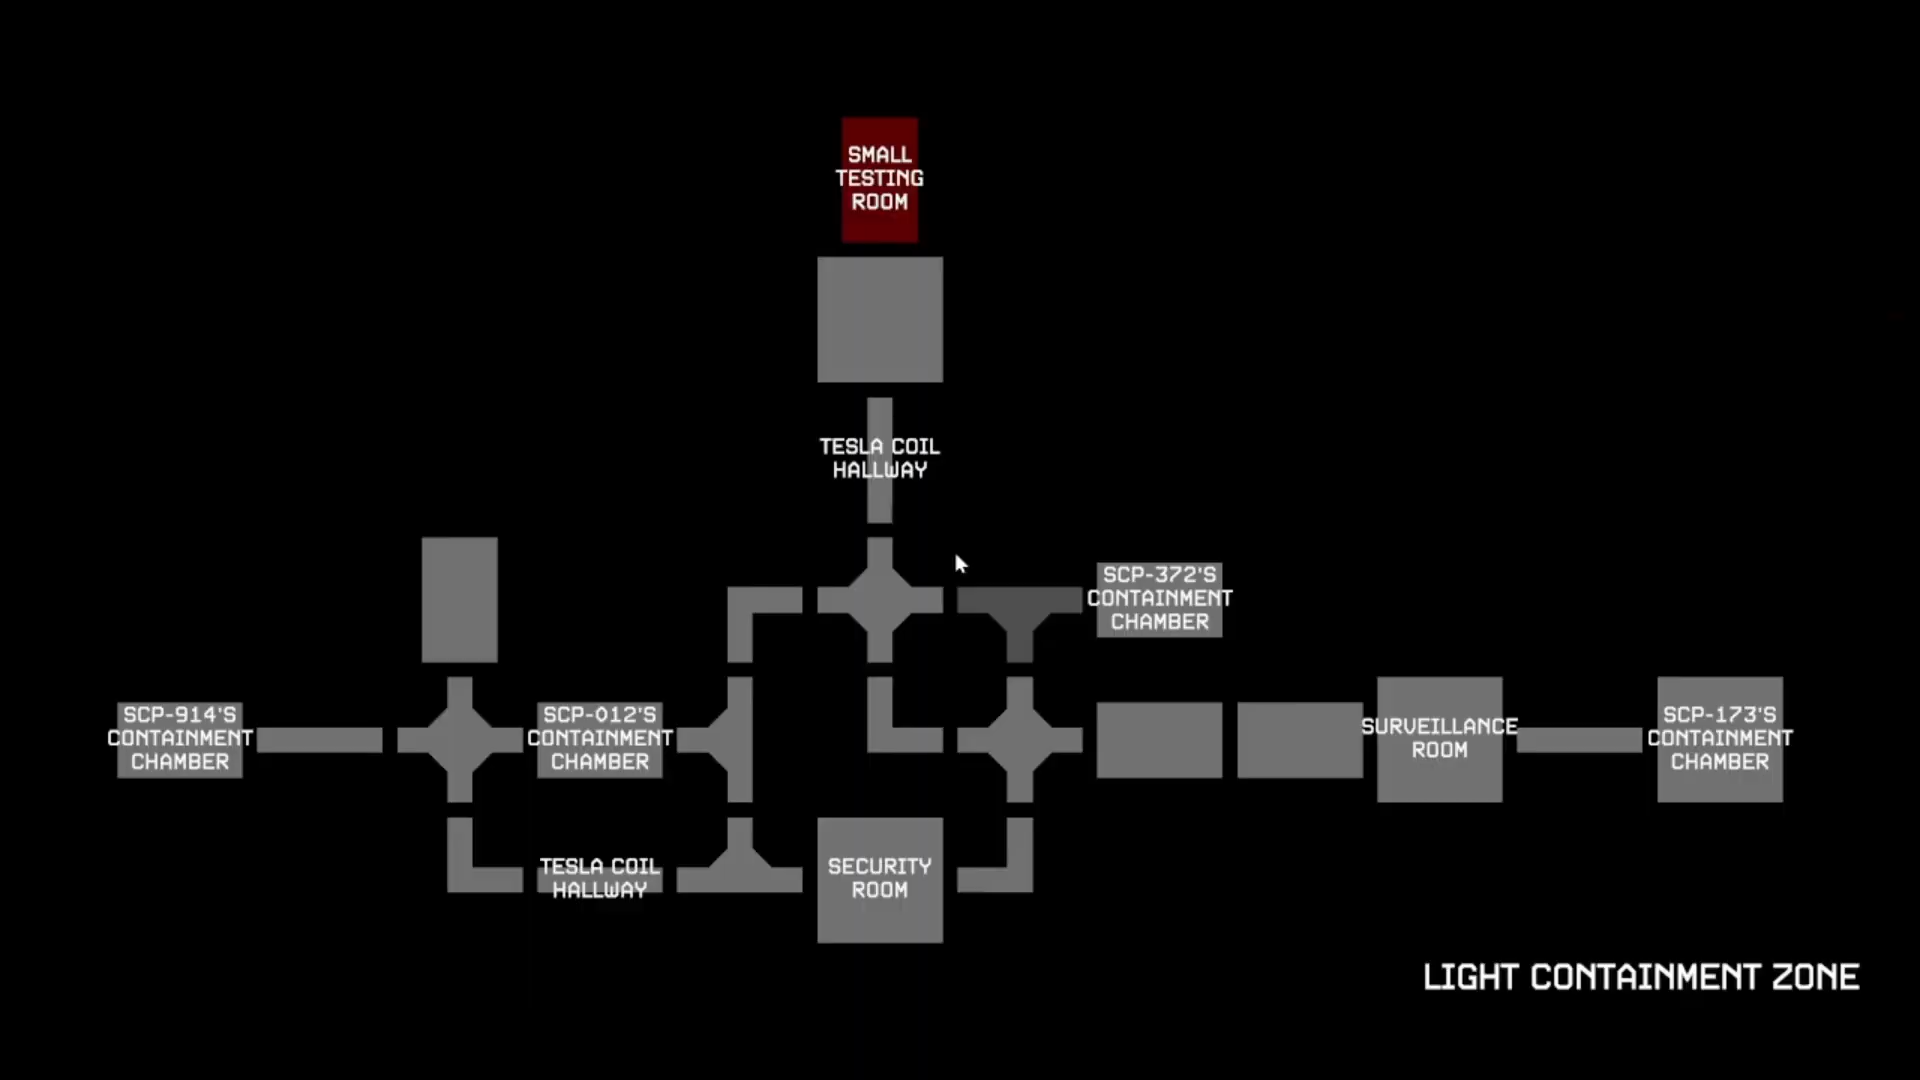 SMALL
TESTING
ROOM
TESLA COIL
HALLWAY
SCP-372'S
CONTAINMENT
CHAMBER
SCP-914'S
CONTAINMENT
CHAMBER
SCP-012'S
CONTAINMENT
CHAMBER
SURVEILLANCE
ROOM
SCP-173'S
CONTAINMENT
CHAMBER
TESLA COIL
HALLWAY
SECURITY
ROOM
LIGHT CONTAINMENT ZONE